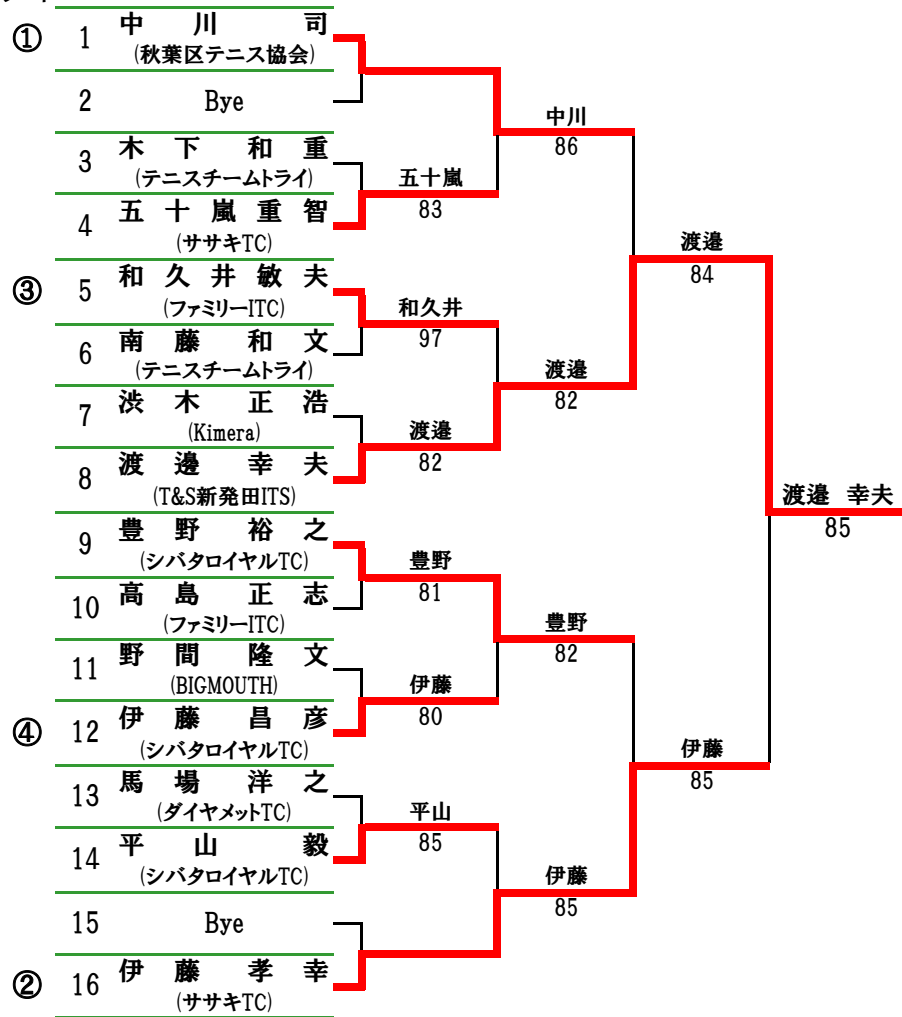 ① 1 中川 司
(秋葉区テニス協会)
2 Bye
3 木下和重
(テニスチームトライ)
4 五十嵐重智
(ササキTC)
③ 5 和久井敏夫
(ファミリーITC)
6 南藤和文
(テニスチームトライ)
7 渋木正浩
(Kimera)
8 渡邊幸夫
(T&S新発田ITS)
9 豊野裕之
(シバタロイヤルTC)
10 高島正志
(ファミリーITC)
11 野間隆文
(BIGMOUTH)
④ 12 伊藤昌彦
(シバタロイヤルTC)
13 馬場洋之
(ダイヤメットTC)
14 平山毅
(シバタロイヤルTC)
15 Bye
② 16 伊藤孝幸
(ササキTC)
五十嵐
83
和久井
97
渡邉
82
豊野
81
伊藤
80
平山
85
中川
86
渡邉
82
豊野
82
伊藤
85
渡邉
84
伊藤
85
渡邉 幸夫
85